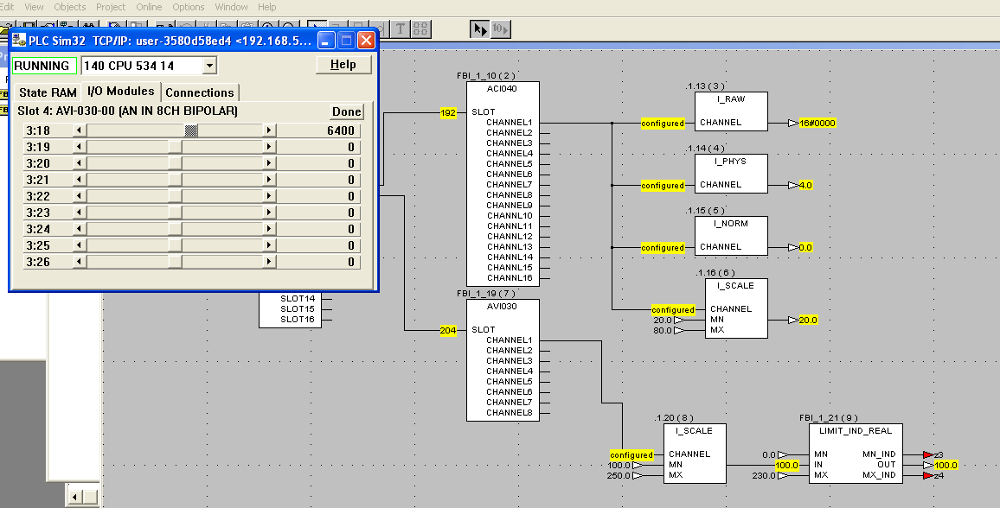 Edit View Objects Project Online Options Window Help
PLC Sim32 TCP/IP: user-3580d58ed4 <192.168.5...
RUNNING 140 CPU 534 14 Help
State RAM I/O Modules Connections
Slot 4: AVI-030-00 (AN IN 8CH BIPOLAR) Done
3:18 6400
3:19 0
3:20 0
3:21 0
3:22 0
3:23 0
3:24 0
3:25 0
3:26 0
SLOT14
SLOT15
SLOT16
T
10
FBI_1_10 ( 2 )
ACI040
192 SLOT
CHANNEL1
CHANNEL2
CHANNEL3
CHANNEL4
CHANNEL5
CHANNEL6
CHANNEL7
CHANNEL8
CHANNEL9
CHANNL10
CHANNL11
CHANNL12
CHANNL13
CHANNL14
CHANNL15
CHANNL16
FBI_1_19 ( 7 )
AVI030
204 SLOT
CHANNEL1
CHANNEL2
CHANNEL3
CHANNEL4
CHANNEL5
CHANNEL6
CHANNEL7
CHANNEL8
.1.13 ( 3 )
I_RAW
configured CHANNEL 16#0000
.1.14 ( 4 )
I_PHYS
configured CHANNEL 4.0
.1.15 ( 5 )
I_NORM
configured CHANNEL 0.0
.1.16 ( 6 )
I_SCALE
configured CHANNEL
20.0 MN 20.0
80.0 MX
.1.20 ( 8 )
I_SCALE
configured CHANNEL
100.0 MN
250.0 MX
FBI_1_21 ( 9 )
LIMIT_IND_REAL
0.0 MN MN_IND z3
100.0 IN OUT 100.0
230.0 MX MX_IND z4